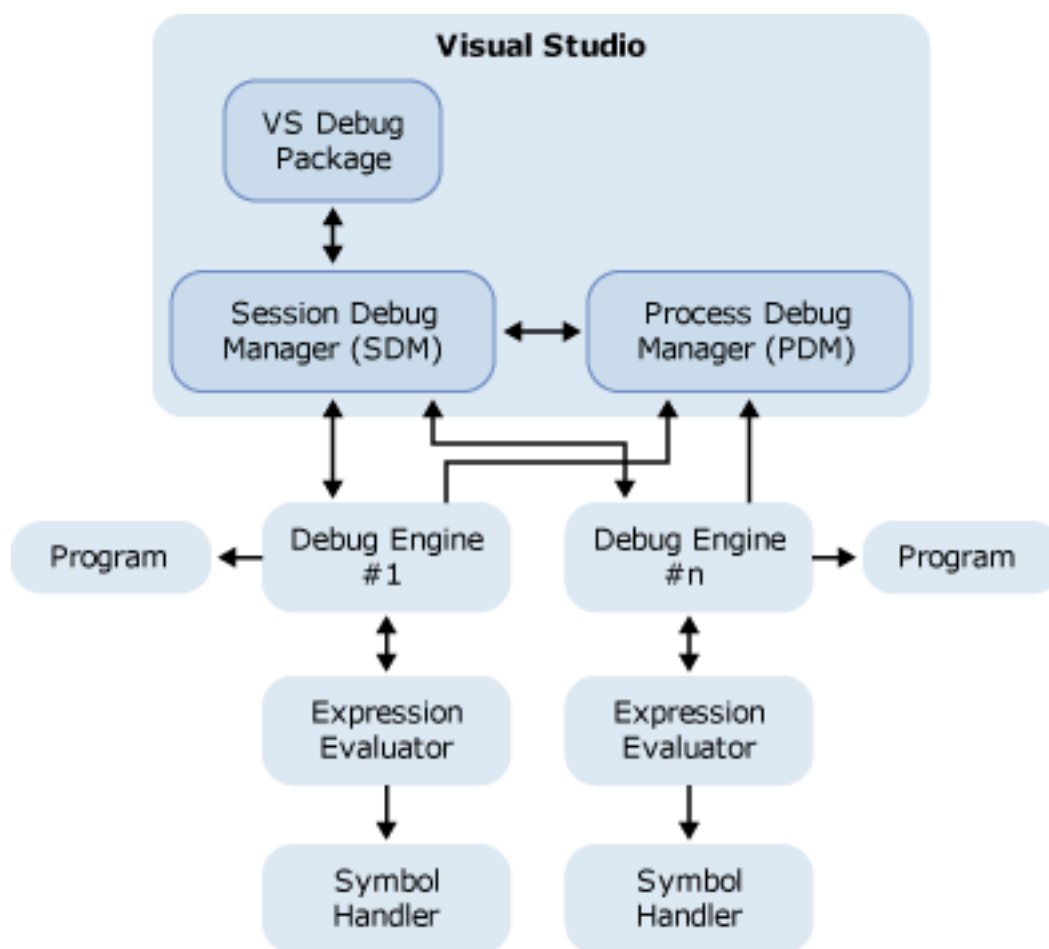 Visual Studio
VS Debug
Package
Session Debug
Manager (SDM)
Process Debug
Manager (PDM)
Program
Debug Engine
#1
Debug Engine
#n
Program
Expression
Evaluator
Expression
Evaluator
Symbol
Handler
Symbol
Handler